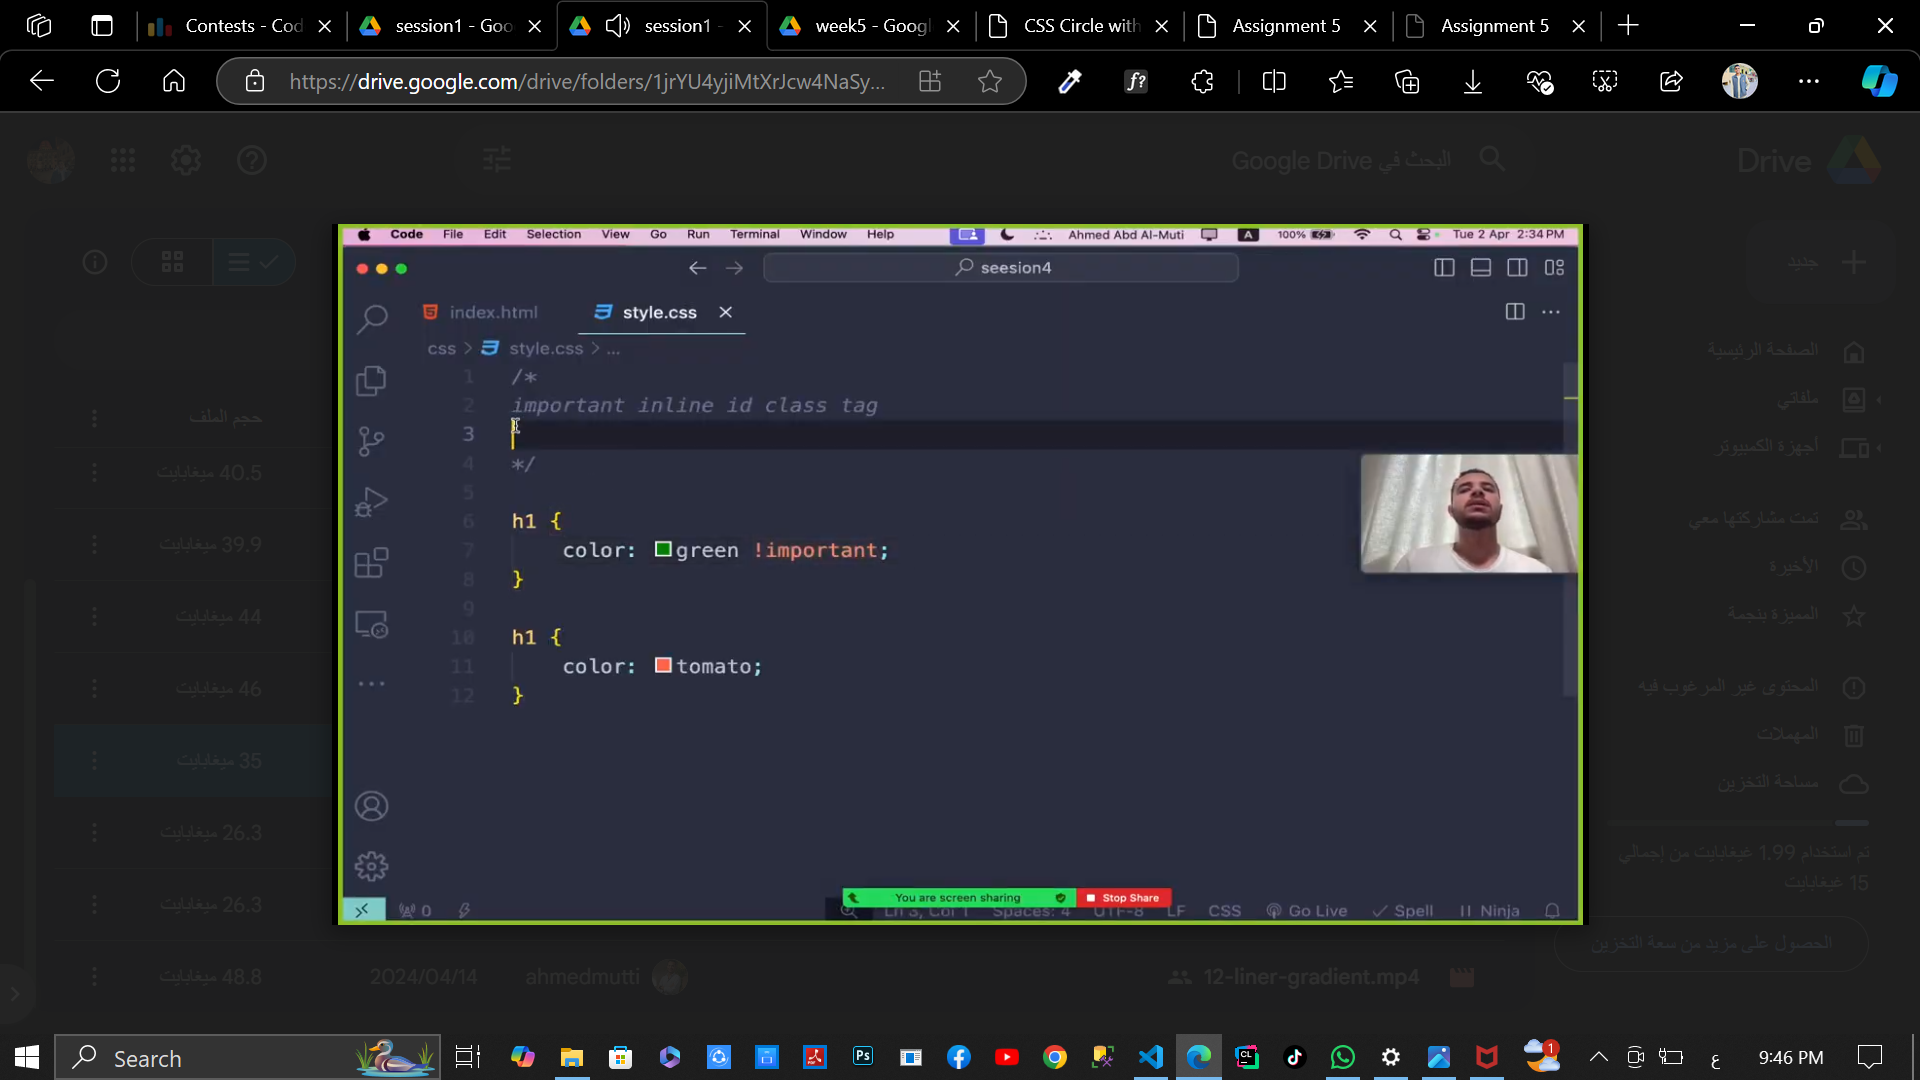 Contests - Cod
session1 - Goo
session1 -
week5 - Googl
CSS Circle with
Assignment 5
Assignment 5
https://drive.google.com/drive/folders/1jrYU4yjiMtXrJcw4NaSy...
البحث في Google Drive
Drive
Code File Edit Selection View Go Run Terminal Window Help
Ahmed Abd Al-Muti
A
100%
Tue 2 Apr 2:34 PM
seesion4
index.html
style.css
css > style.css > ...
1 /*
2 important inline id class tag
3
4 */
5
6 h1 {
7 color: green !important;
8 }
9
10 h1 {
11 color: tomato;
12 }
You are screen sharing
Stop Share
0
Ln 3, Col 1 Spaces: 4 UTF-8 LF CSS Go Live Spell Ninja
جديد
الصفحة الرئيسية
ملفاتي
أجهزة الكمبيوتر
تمت مشاركتها معي
الأخيرة
المميزة بنجمة
المحتوى غير المرغوب فيه
المهملات
مساحة التخزين
تم استخدام 1.99 غيغابايت من إجمالي
15 غيغابايت
الحصول على مزيد من سعة التخزين
حجم الملف
40.5 ميغابايت
39.9 ميغابايت
44 ميغابايت
46 ميغابايت
35 ميغابايت
26.3 ميغابايت
26.3 ميغابايت
48.8 ميغابايت
2024/04/14
ahmedmutti
12-liner-gradient.mp4
Search
Ps
CL
1
ع
9:46 PM